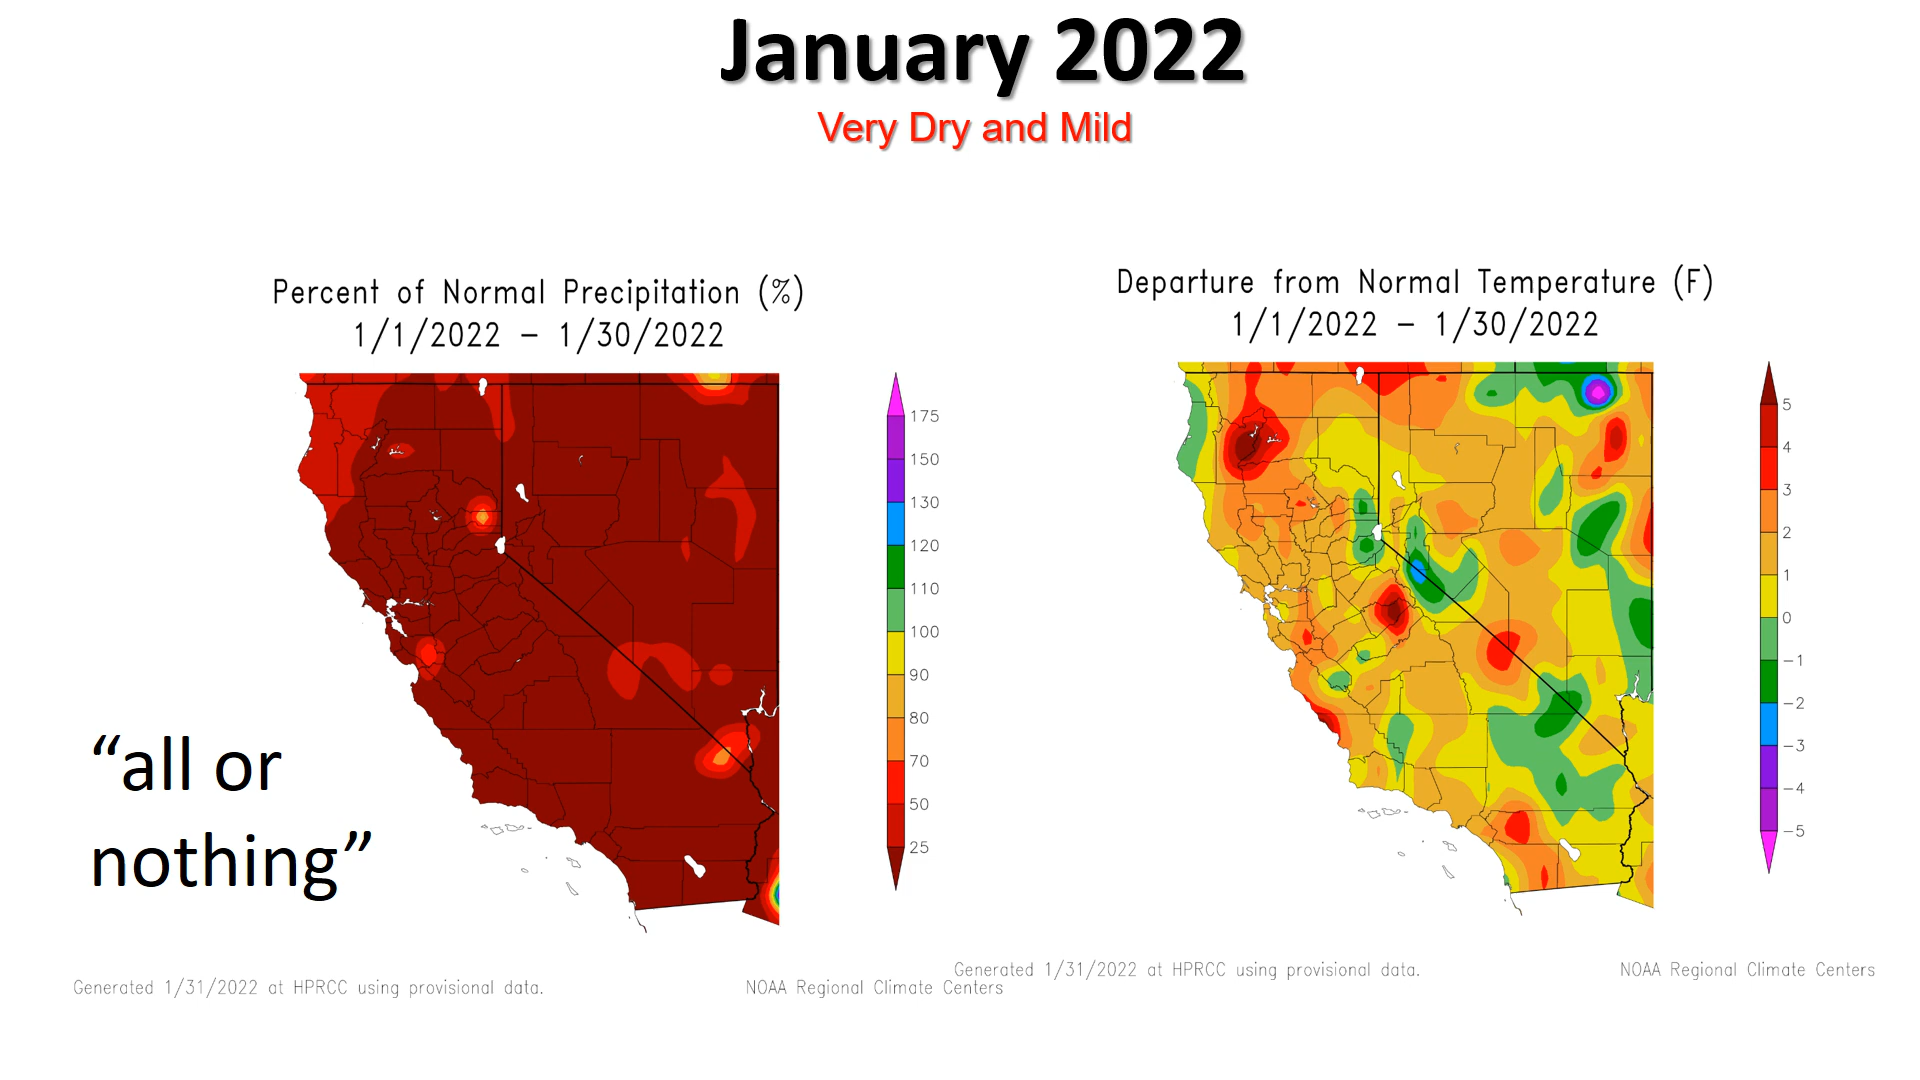 January 2022
Very Dry and Mild
Percent of Normal Precipitation (%)
1/1/2022 – 1/30/2022
175
150
130
120
110
100
90
80
70
50
25
“all or
nothing”
Generated 1/31/2022 at HPRCC using provisional data.
NOAA Regional Climate Centers
Departure from Normal Temperature (F)
1/1/2022 – 1/30/2022
5
4
3
2
1
0
−1
−2
−3
−4
−5
Generated 1/31/2022 at HPRCC using provisional data.
NOAA Regional Climate Centers